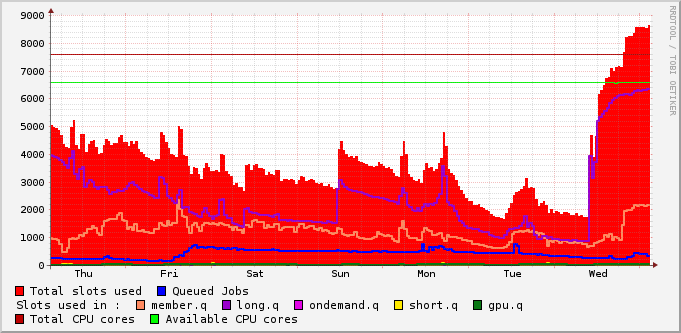 9000
8000
7000
6000
5000
4000
3000
2000
1000
0
Thu Fri Sat Sun Mon Tue Wed
RRDTOOL / TOBI OETIKER
Total slots used Queued Jobs
Slots used in : member.q long.q ondemand.q short.q gpu.q
Total CPU cores Available CPU cores